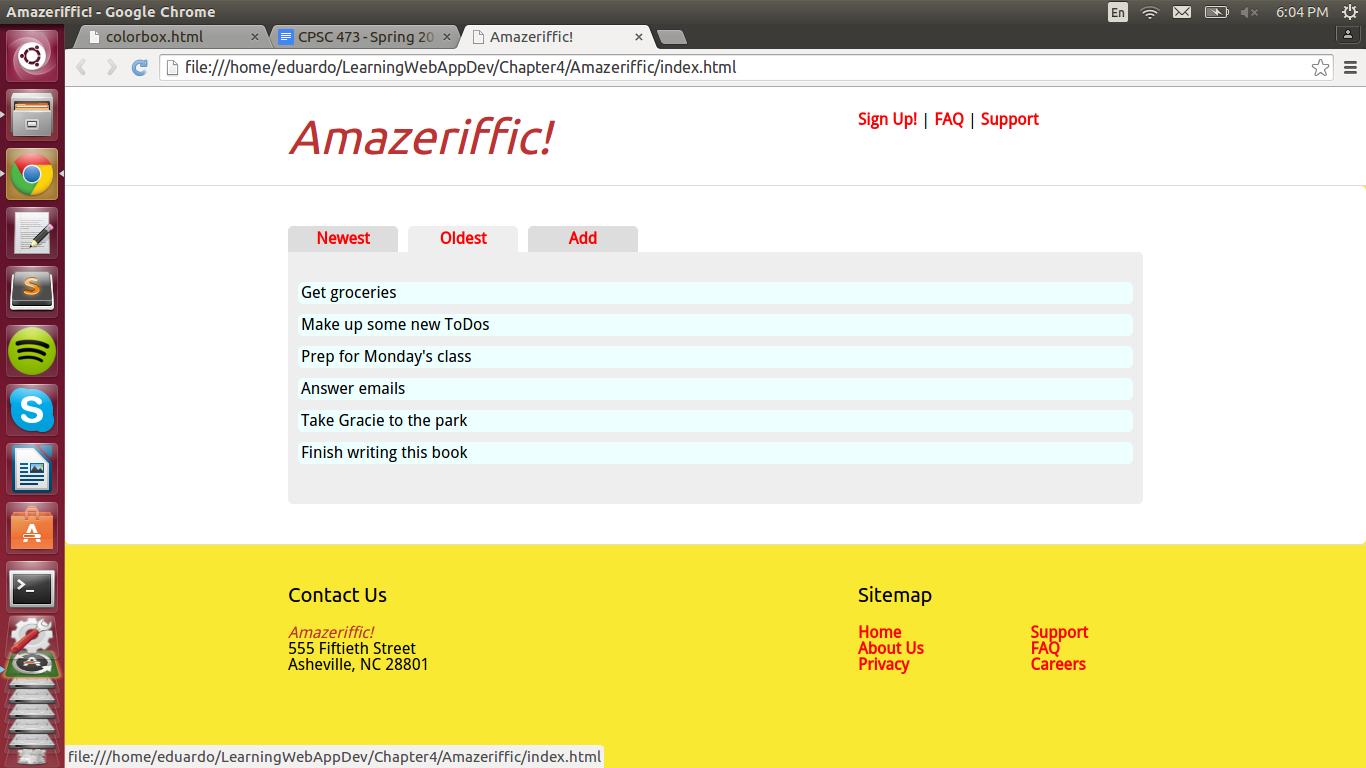 Amazeriffic! - Google Chrome
En
6:04 PM
colorbox.html
CPSC 473 - Spring 20
Amazeriffic!
file:///home/eduardo/LearningWebAppDev/Chapter4/Amazeriffic/index.html
Amazeriffic!
Sign Up! | FAQ | Support
Newest
Oldest
Add
Get groceries
Make up some new ToDos
Prep for Monday's class
Answer emails
Take Gracie to the park
Finish writing this book
Contact Us
Amazeriffic!
555 Fiftieth Street
Asheville, NC 28801
Sitemap
Home
About Us
Privacy
Support
FAQ
Careers
file:///home/eduardo/LearningWebAppDev/Chapter4/Amazeriffic/index.html